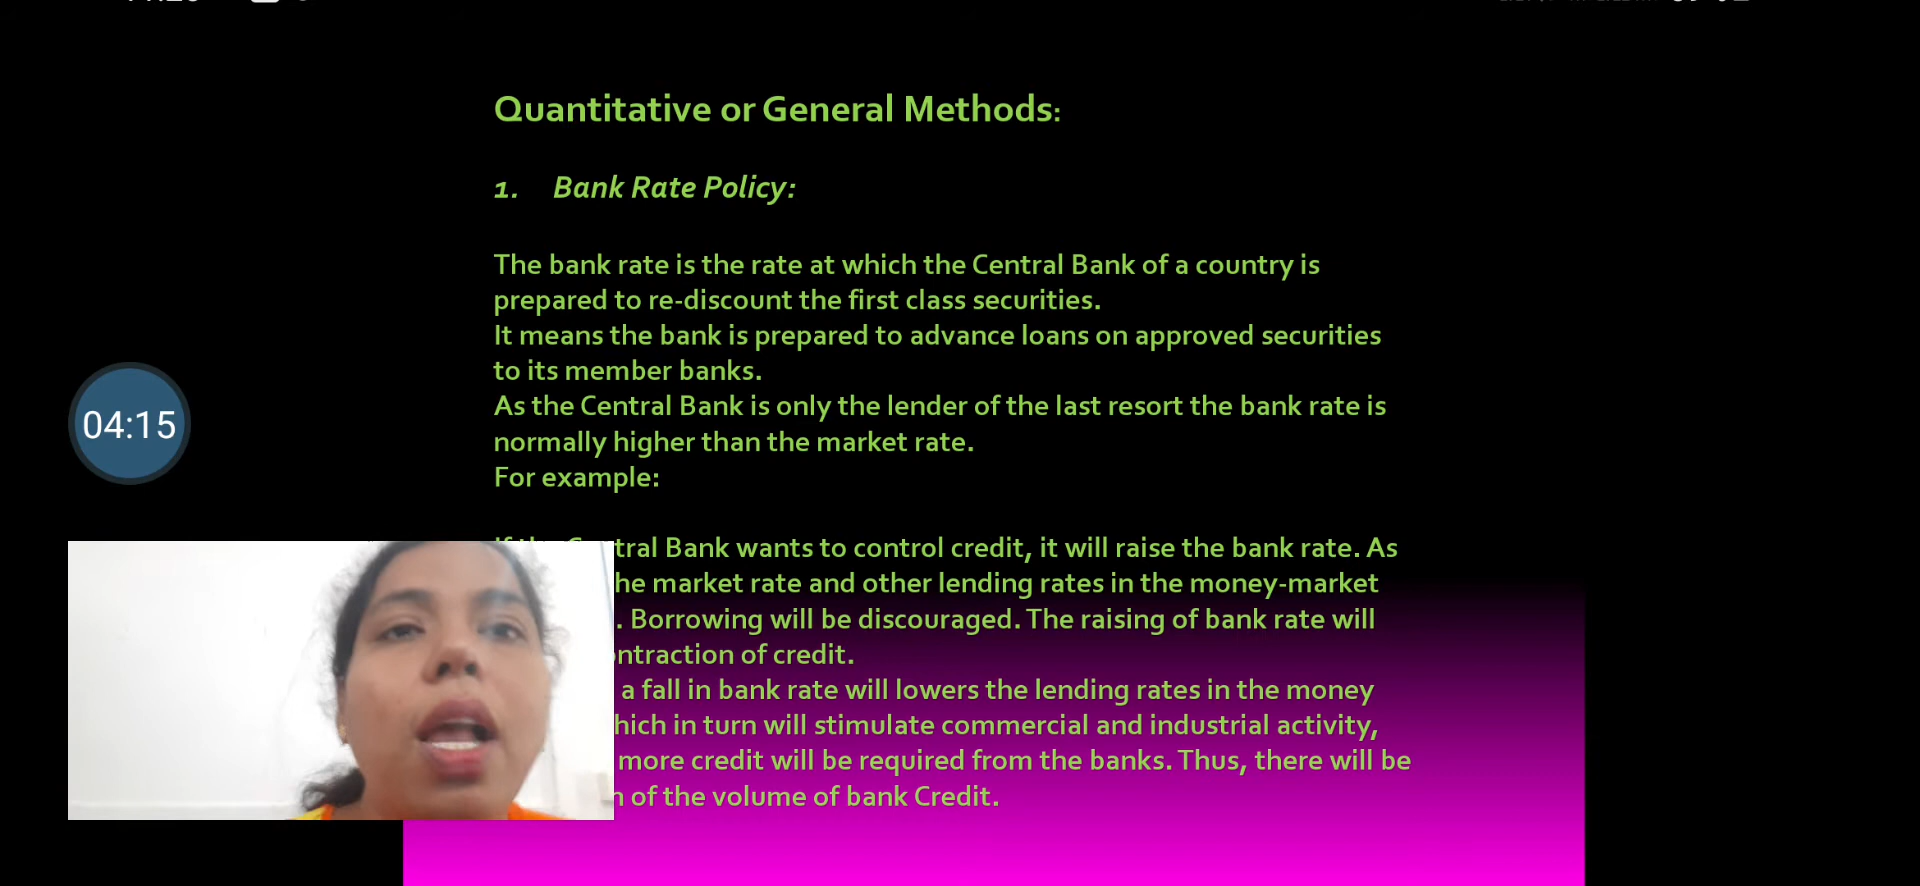 Quantitative or General Methods:
1. Bank Rate Policy:
The bank rate is the rate at which the Central Bank of a country is
prepared to re-discount the first class securities.
It means the bank is prepared to advance loans on approved securities
to its member banks.
As the Central Bank is only the lender of the last resort the bank rate is
normally higher than the market rate.
For example:
Bank wants to control credit, it will raise the bank rate. As
market rate and other lending rates in the money-market
. Borrowing will be discouraged. The raising of bank rate will
of credit.
a fall in bank rate will lowers the lending rates in the money
in turn will stimulate commercial and industrial activity,
more credit will be required from the banks. Thus, there will be
of the volume of bank Credit.
04:15